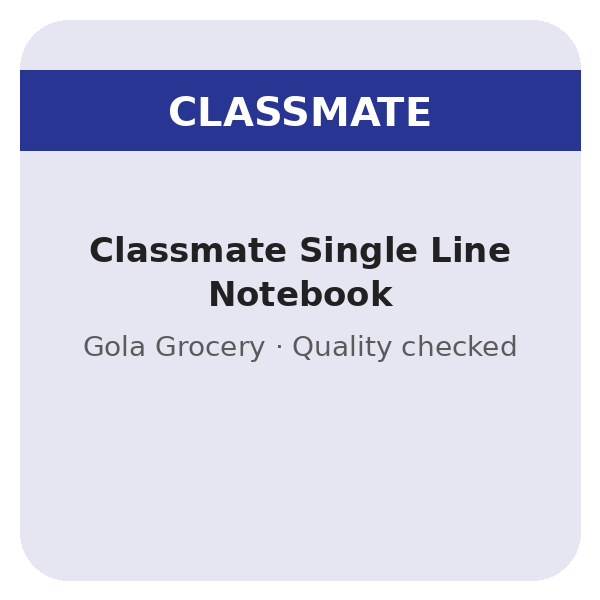 CLASSMATE
Classmate Single Line
Notebook
Gola Grocery · Quality checked